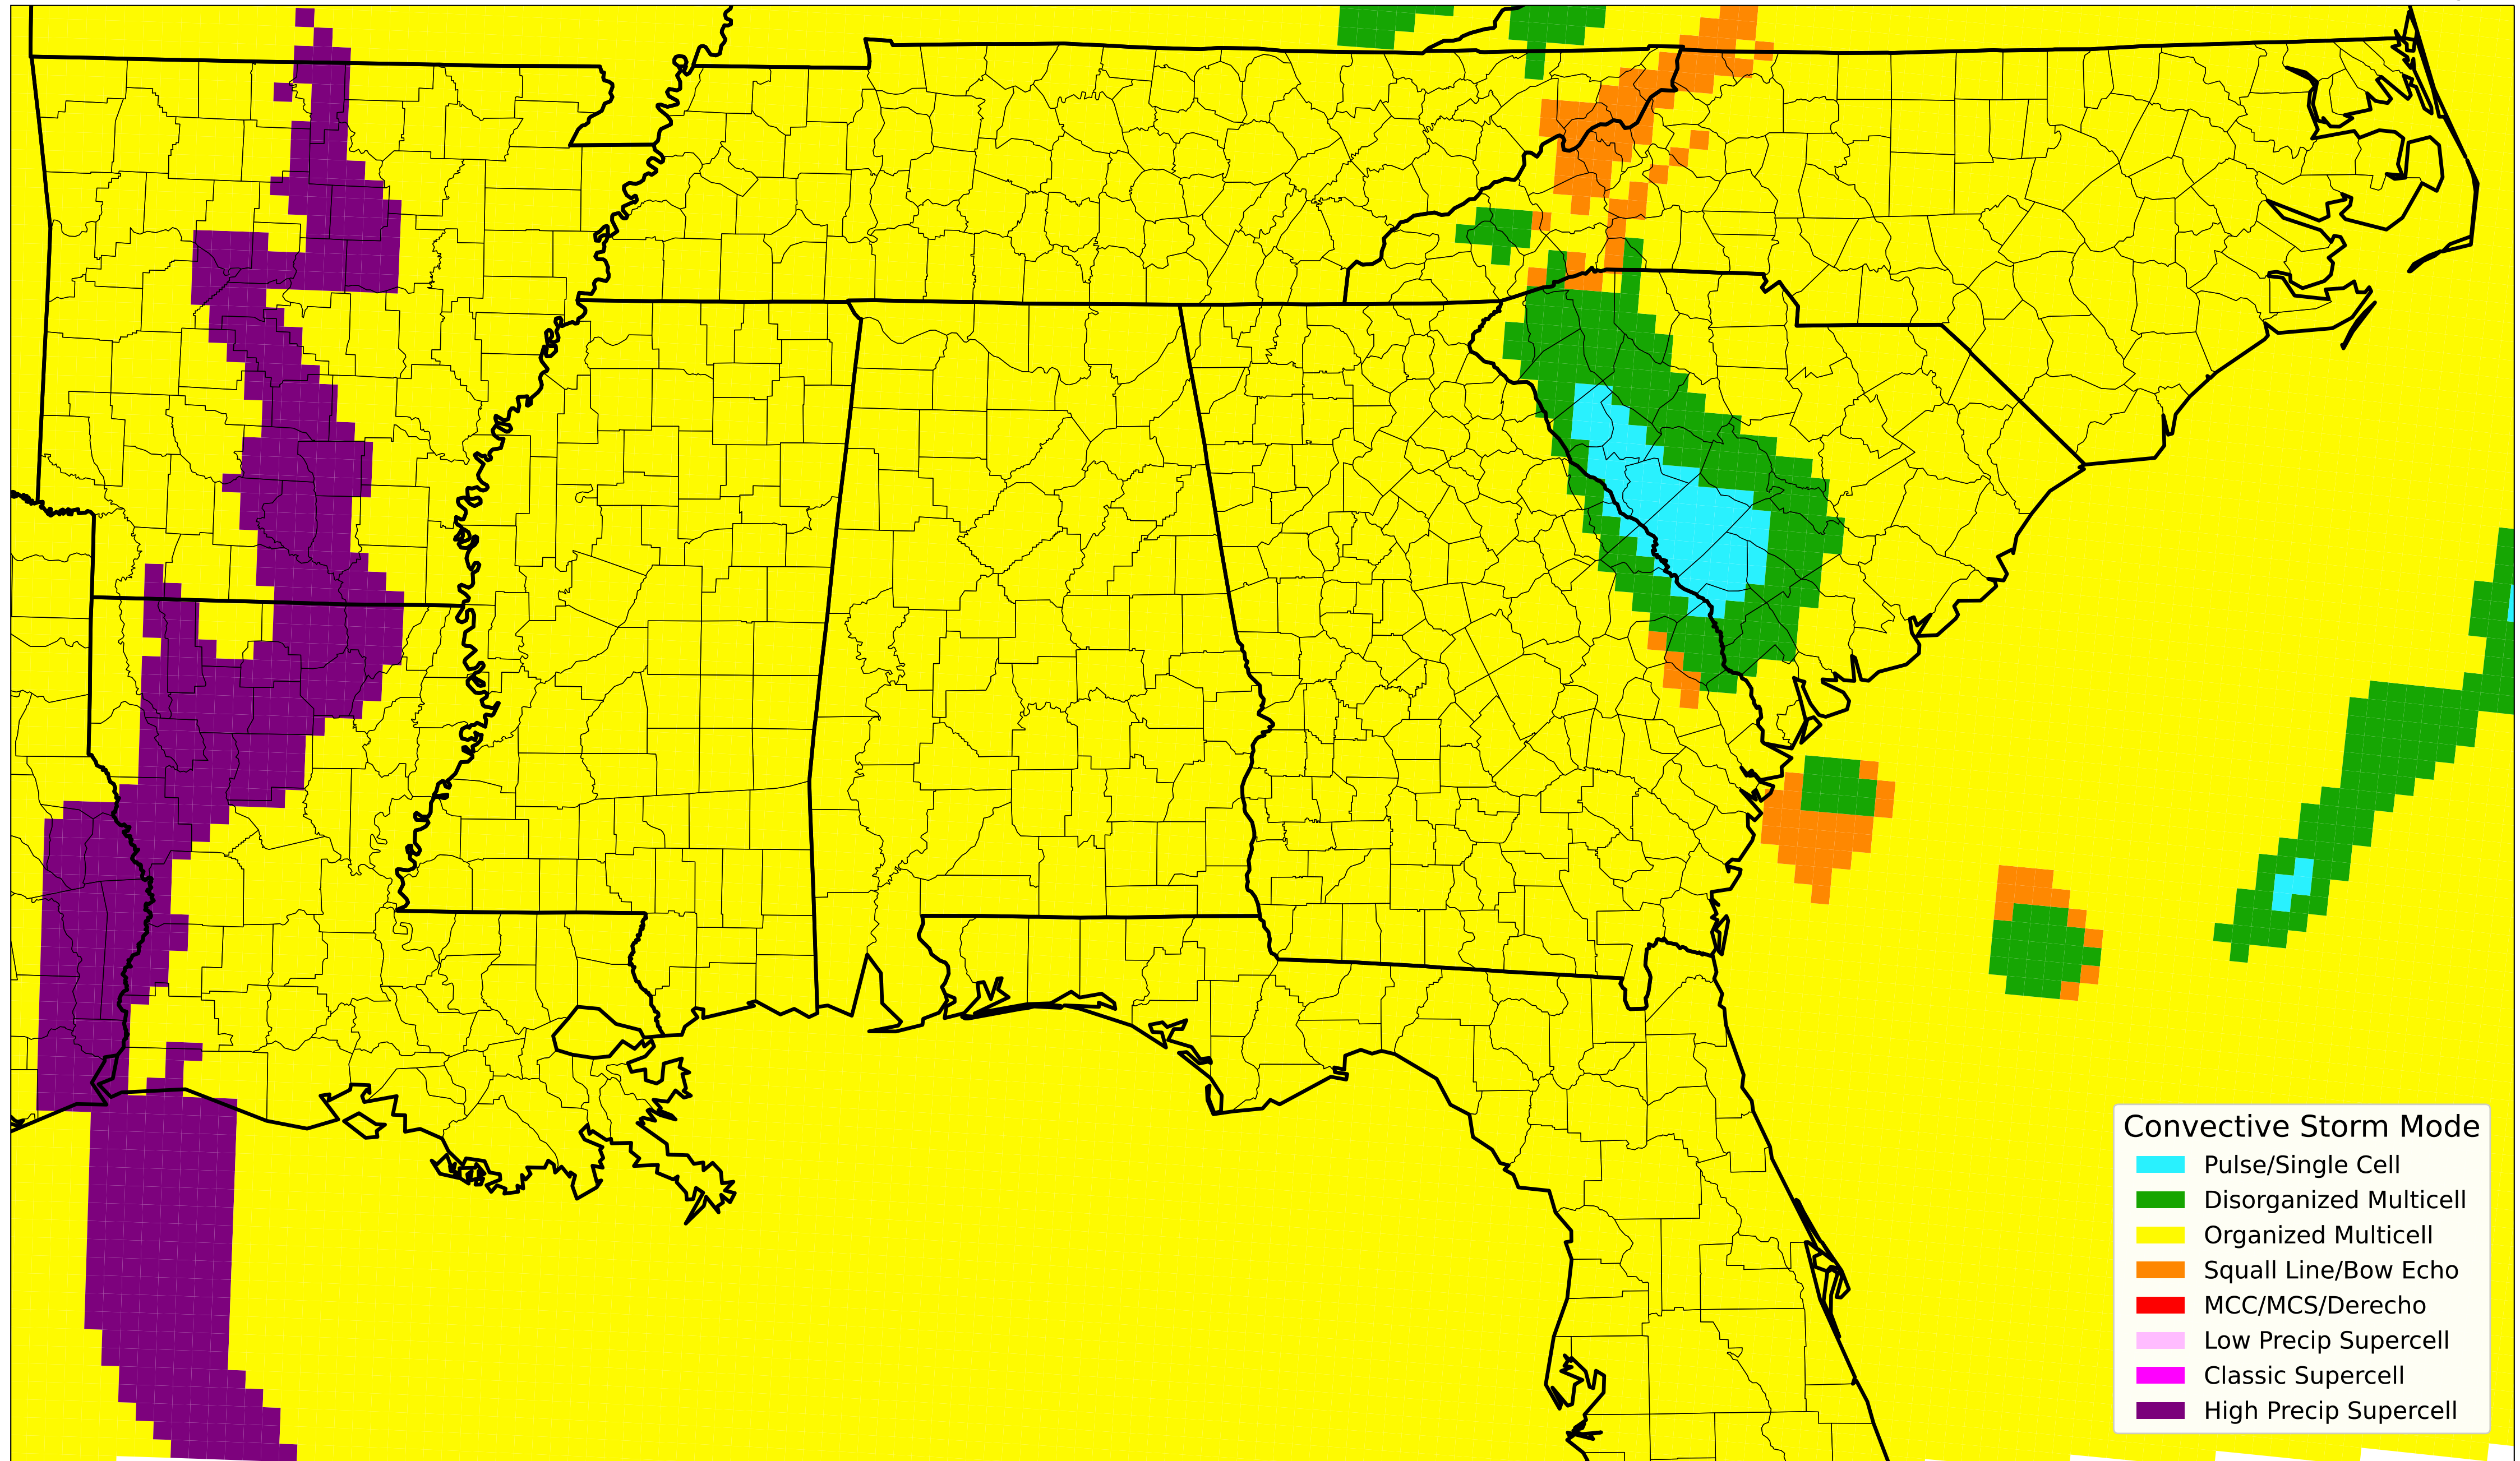 Convective Storm Mode
Pulse/Single Cell
Disorganized Multicell
Organized Multicell
Squall Line/Bow Echo
MCC/MCS/Derecho
Low Precip Supercell
Classic Supercell
High Precip Supercell